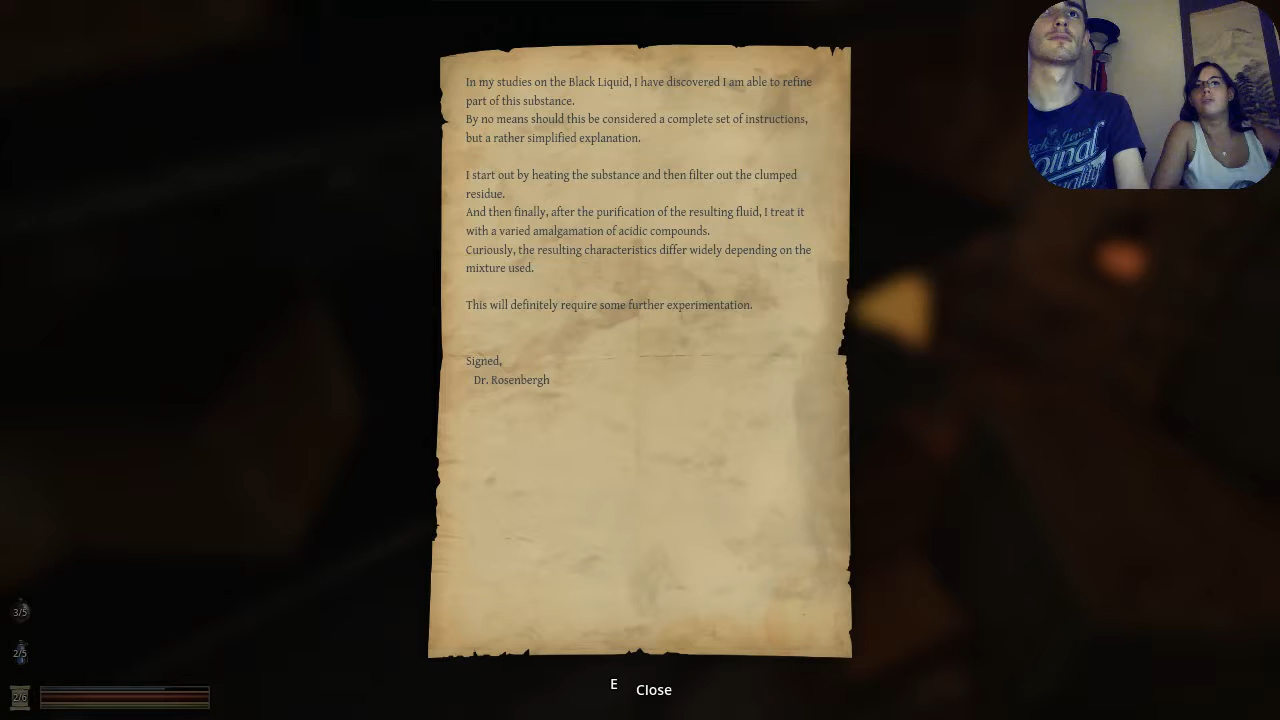 In my studies on the Black Liquid, I have discovered I am able to refine
part of this substance.
By no means should this be considered a complete set of instructions,
but a rather simplified explanation.
I start out by heating the substance and then filter out the clumped
residue.
And then finally, after the purification of the resulting fluid, I treat it
with a varied amalgamation of acidic compounds.
Curiously, the resulting characteristics differ widely depending on the
mixture used.
This will definitely require some further experimentation.
Signed,
Dr. Rosenbergh
3/5
2/5
2/6
E Close